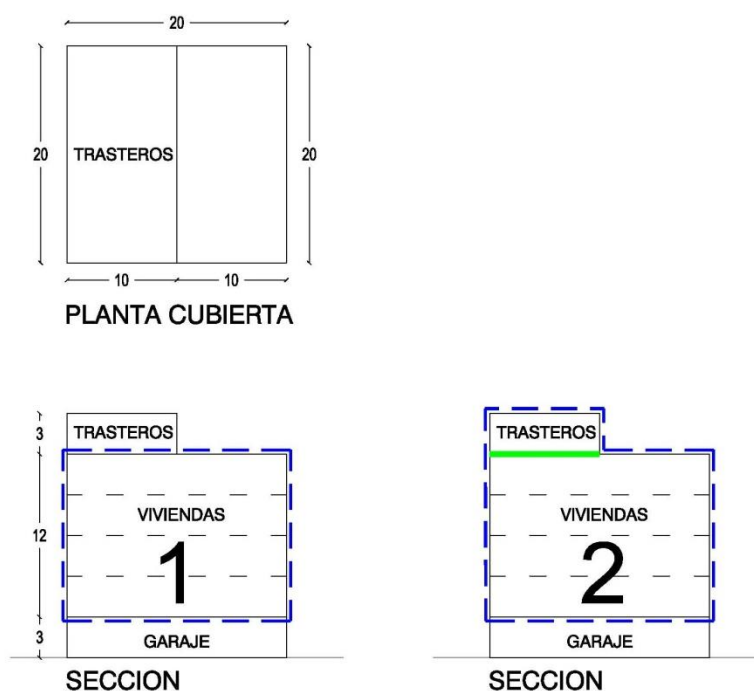 20
20
TRASTEROS
20
10
10
PLANTA CUBIERTA
3
TRASTEROS
12
VIVIENDAS
1
3
GARAJE
SECCION
TRASTEROS
VIVIENDAS
2
GARAJE
SECCION